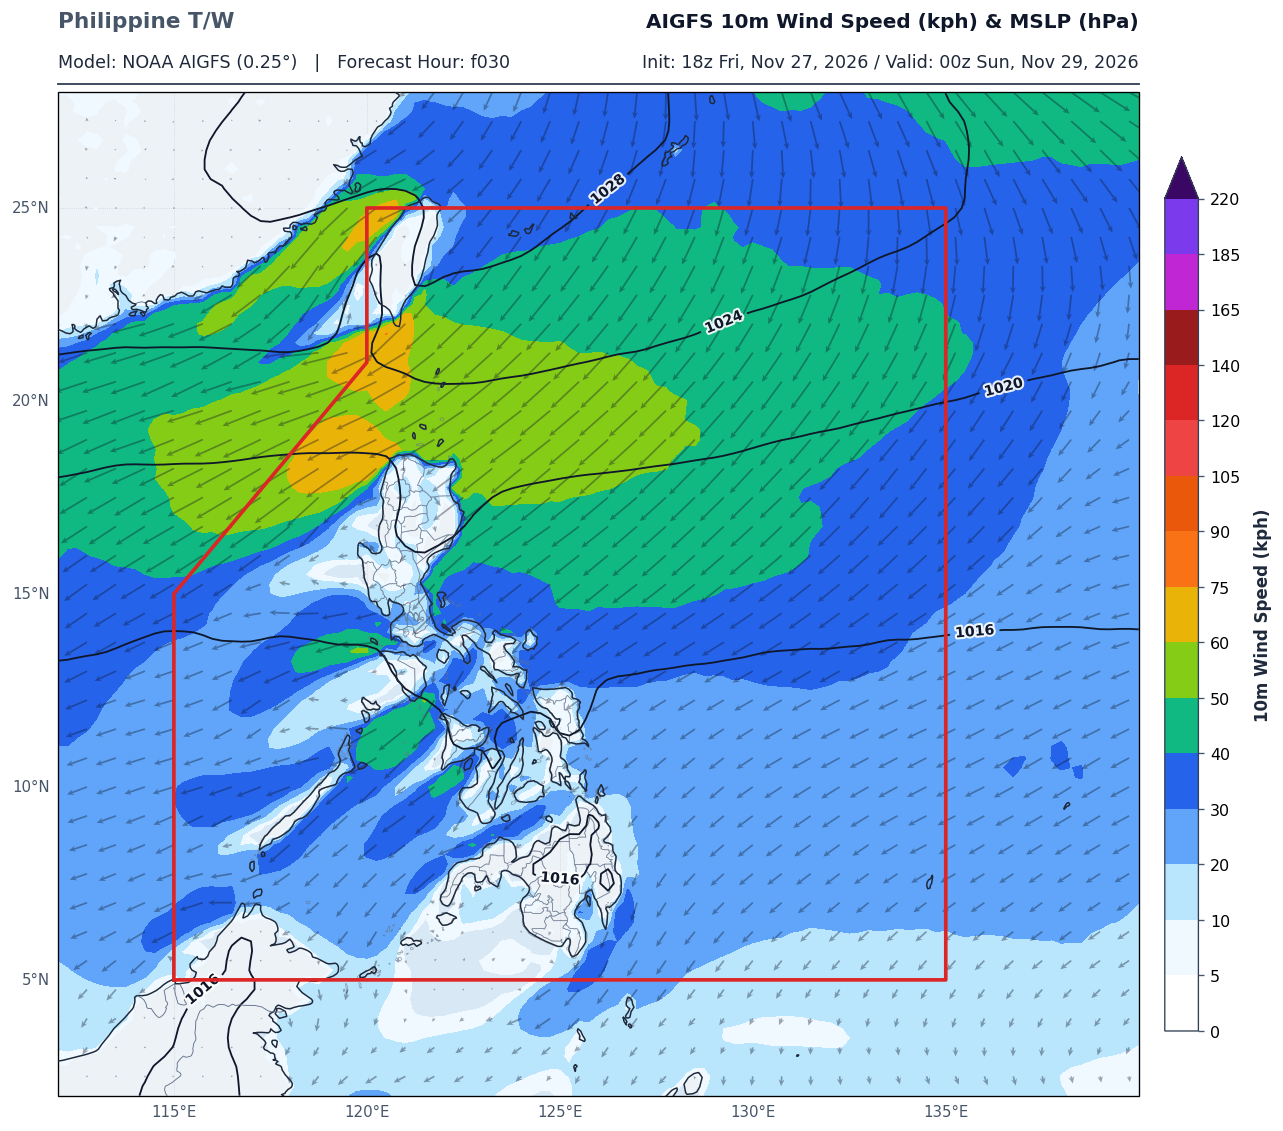 Philippine T/W
AIGFS 10m Wind Speed (kph) & MSLP (hPa)
Model: NOAA AIGFS (0.25°) | Forecast Hour: f030
Init: 18z Fri, Nov 27, 2026 / Valid: 00z Sun, Nov 29, 2026
25°N
20°N
15°N
10°N
5°N
115°E
120°E
125°E
130°E
135°E
1028
1024
1020
1016
1016
1016
220
185
165
140
120
105
90
75
60
50
40
30
20
10
5
0
10m Wind Speed (kph)